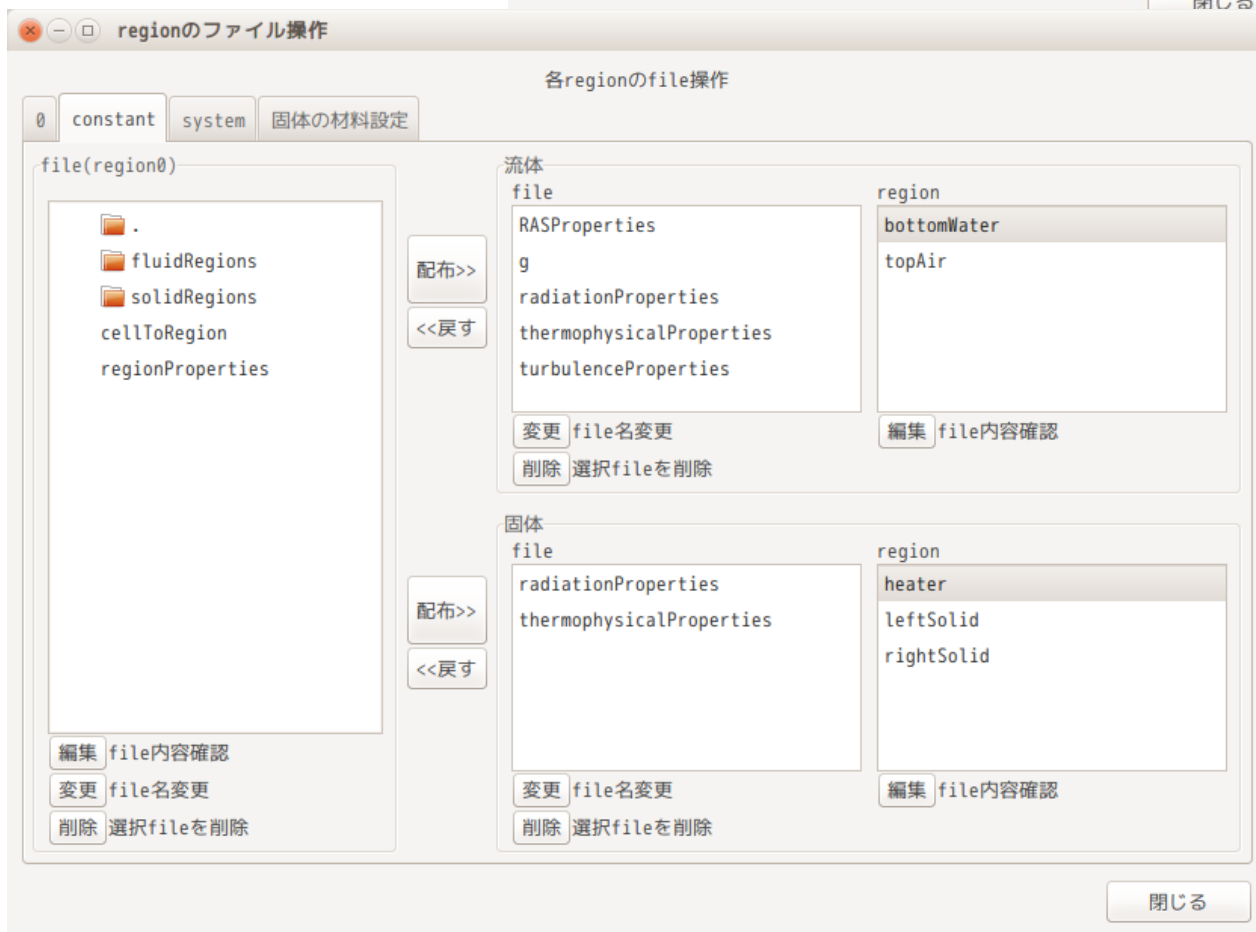 閉じる
regionのファイル操作
各regionのfile操作
0 constant system 固体の材料設定
file(region0)
.
fluidRegions
solidRegions
cellToRegion
regionProperties
編集 file内容確認
変更 file名変更
削除 選択fileを削除
配布>>
<<戻す
配布>>
<<戻す
流体
file
RASProperties
g
radiationProperties
thermophysicalProperties
turbulenceProperties
変更 file名変更
削除 選択fileを削除
region
bottomWater
topAir
編集 file内容確認
固体
file
radiationProperties
thermophysicalProperties
変更 file名変更
削除 選択fileを削除
region
heater
leftSolid
rightSolid
編集 file内容確認
閉じる